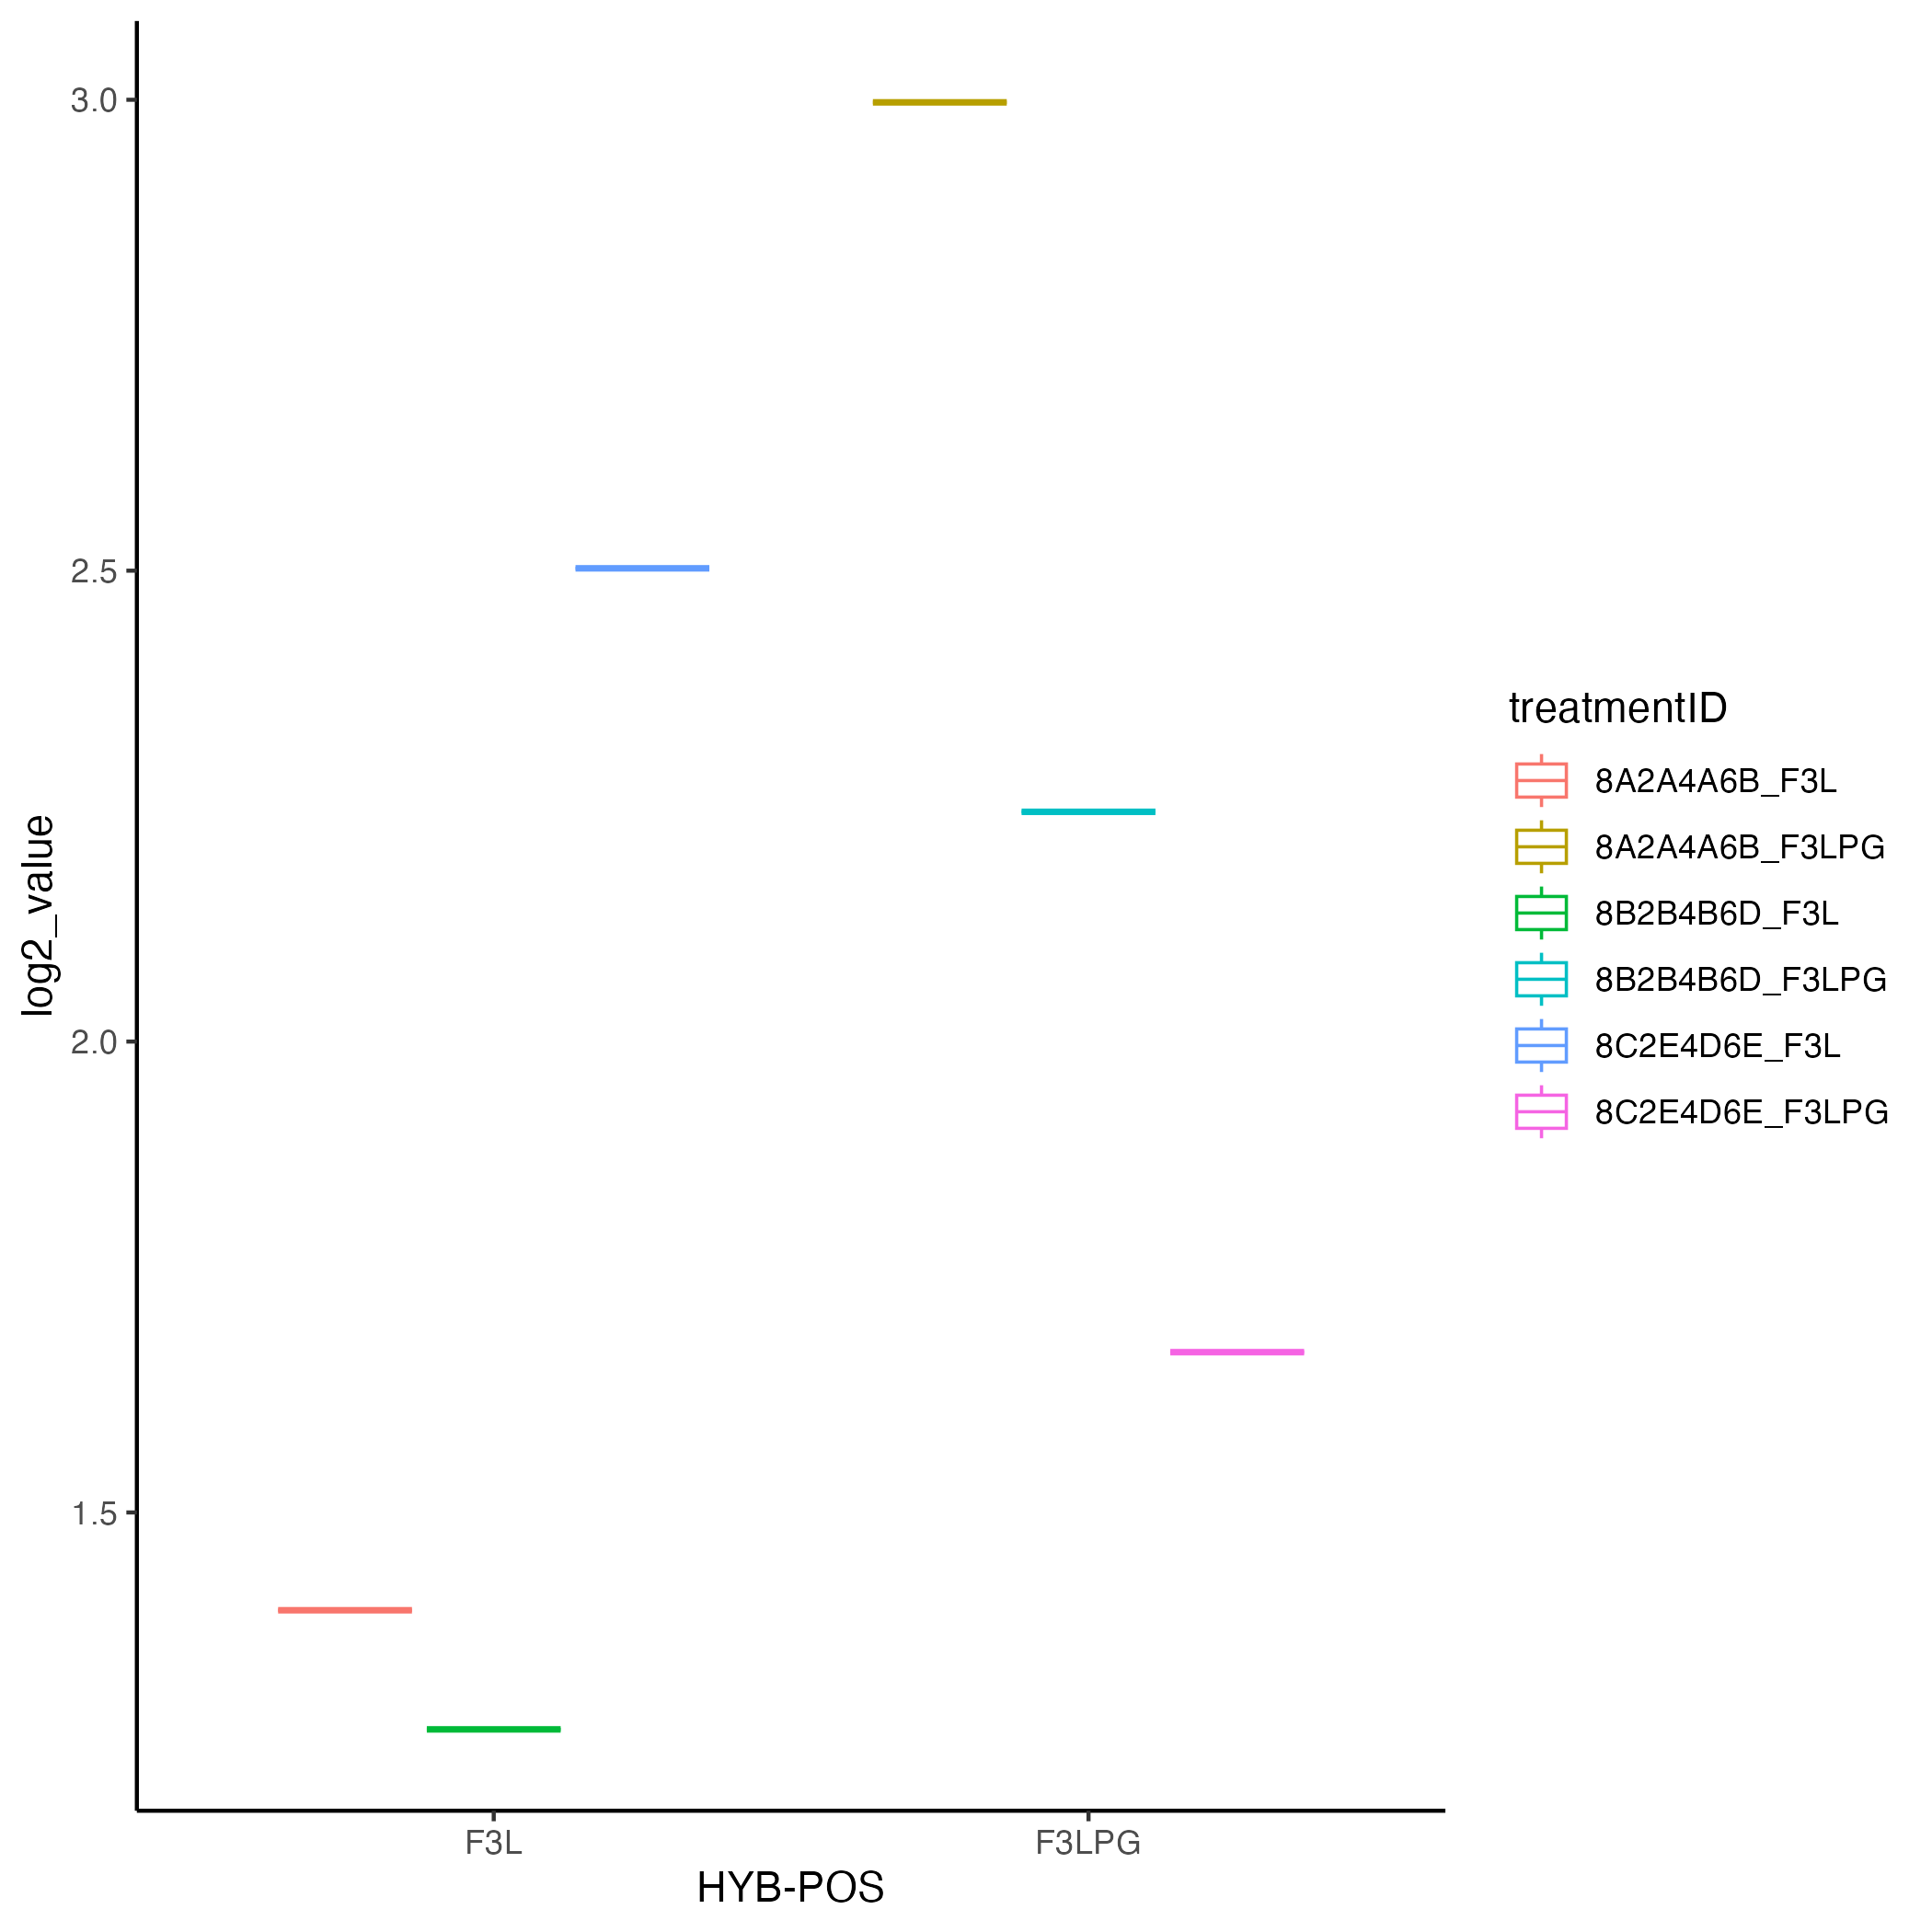 log2_value
3.0
2.5
2.0
1.5
F3L
F3LPG
HYB-POS
treatmentID
8A2A4A6B_F3L
8A2A4A6B_F3LPG
8B2B4B6D_F3L
8B2B4B6D_F3LPG
8C2E4D6E_F3L
8C2E4D6E_F3LPG